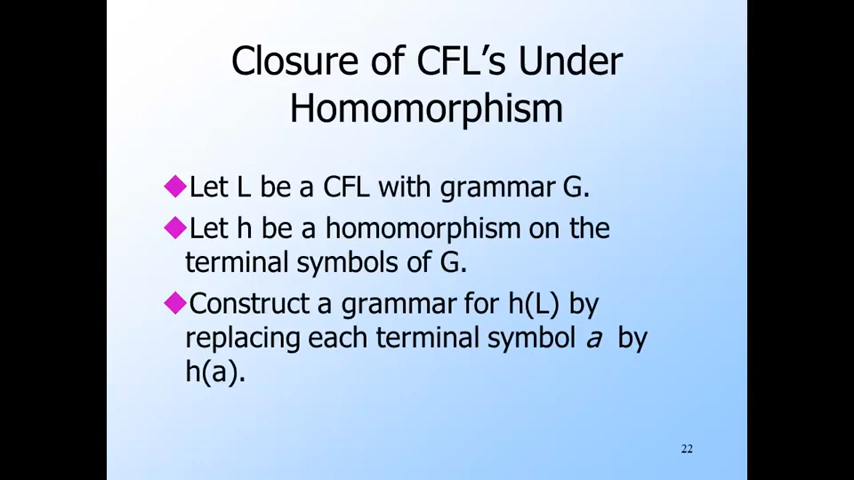 Closure of CFL’s Under
Homomorphism
Let L be a CFL with grammar G.
Let h be a homomorphism on the
terminal symbols of G.
Construct a grammar for h(L) by
replacing each terminal symbol a by
h(a).
22